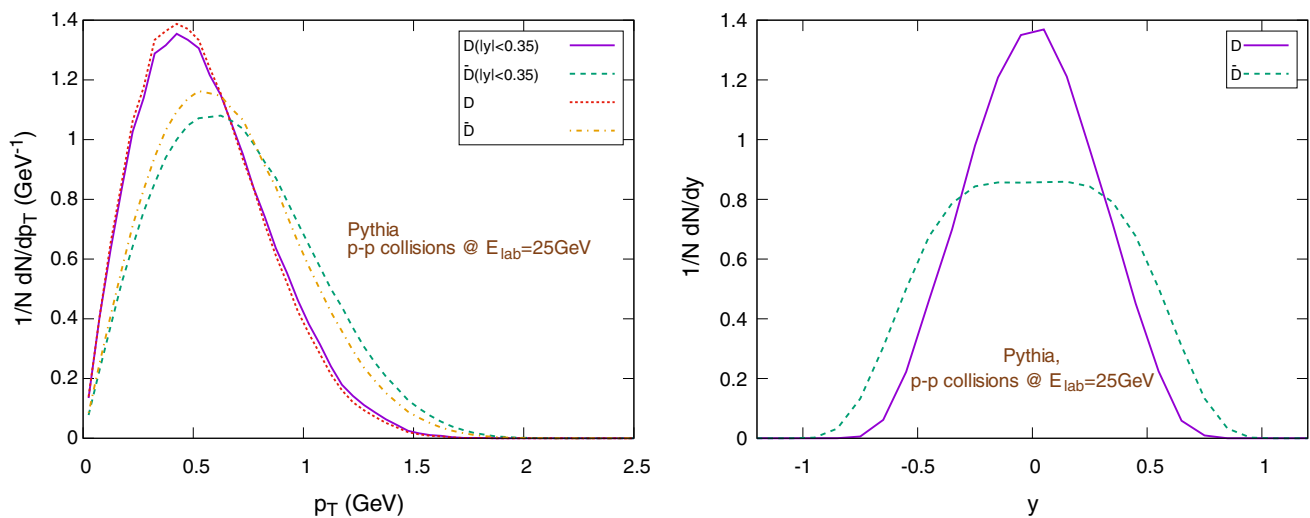 1/N dN/dp_T (GeV^-1)
1.4
1.2
1
0.8
0.6
0.4
0.2
0
D(|y|<0.35)
D̄(|y|<0.35)
D
D̄
Pythia
p-p collisions @ E_lab=25GeV
0 0.5 1 1.5 2 2.5
p_T (GeV)
1/N dN/dy
1.4
1.2
1
0.8
0.6
0.4
0.2
0
D
D̄
Pythia,
p-p collisions @ E_lab=25GeV
-1 -0.5 0 0.5 1
y